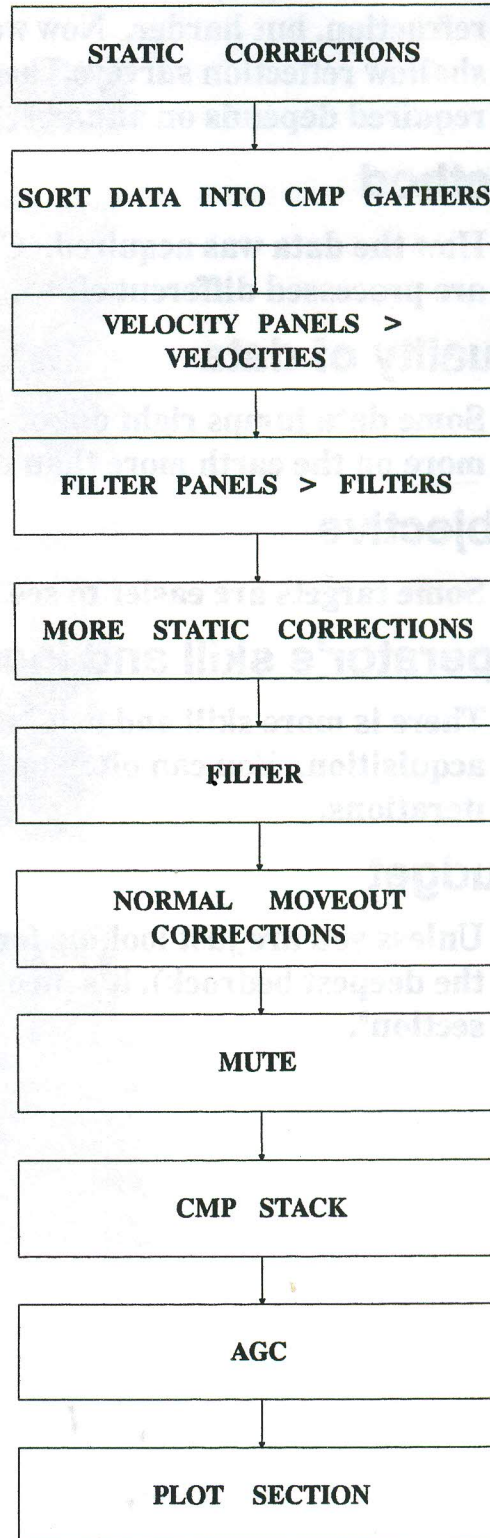 STATIC CORRECTIONS
SORT DATA INTO CMP GATHERS
VELOCITY PANELS >
VELOCITIES
FILTER PANELS > FILTERS
MORE STATIC CORRECTIONS
FILTER
NORMAL MOVEOUT
CORRECTIONS
MUTE
CMP STACK
AGC
PLOT SECTION